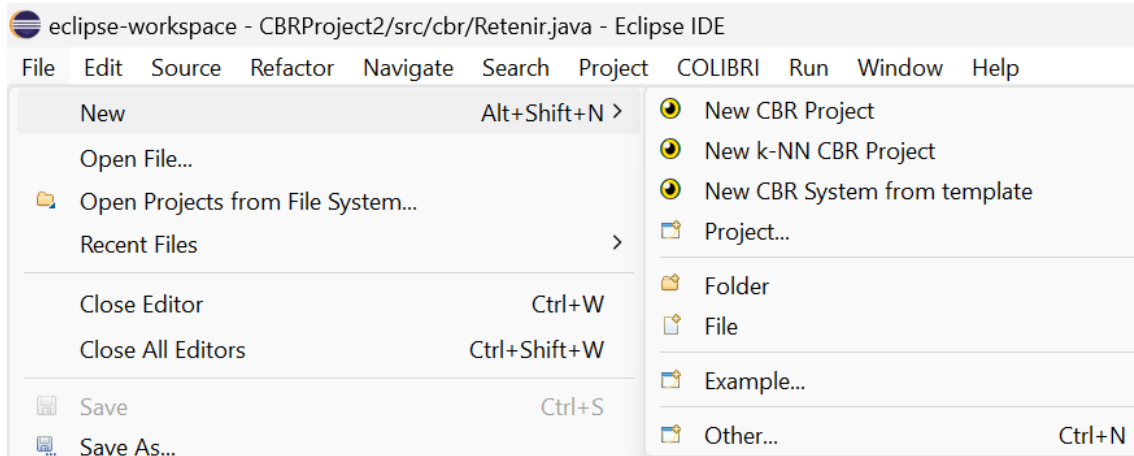 eclipse-workspace - CBRProject2/src/cbr/Retenir.java - Eclipse IDE
File Edit Source Refactor Navigate Search Project COLIBRI Run Window Help
New Alt+Shift+N
Open File...
Open Projects from File System...
Recent Files
Close Editor Ctrl+W
Close All Editors Ctrl+Shift+W
Save Ctrl+S
Save As...
New CBR Project
New k-NN CBR Project
New CBR System from template
Project...
Folder
File
Example...
Other... Ctrl+N